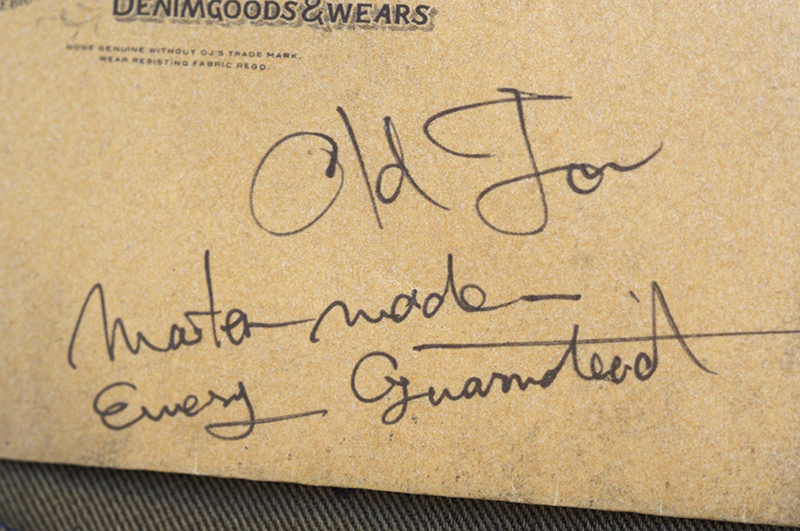 DENIMGOODS&WEARS
NONE GENUINE WITHOUT OJ'S TRADE MARK.
WEAR RESISTING FABRIC REGD.
Old Joe
Master made
Every Guaranteed